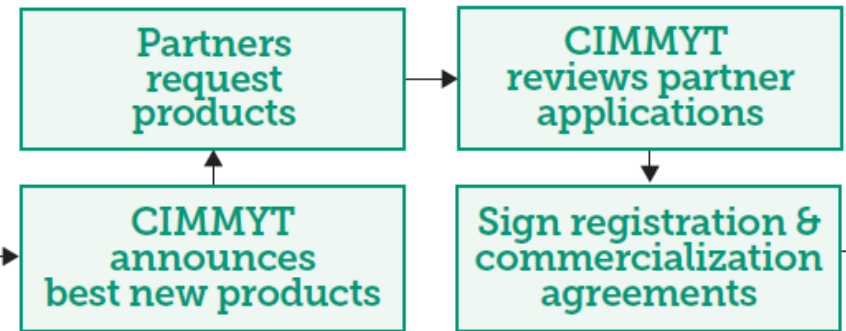 Partners
request
products
CIMMYT
reviews partner
applications
CIMMYT
announces
best new products
Sign registration &
commercialization
agreements